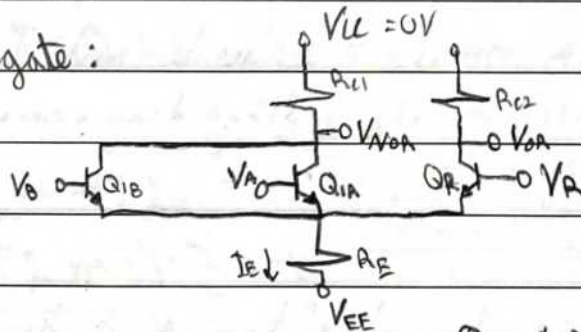 gate :
VCC = 0V
RC1
RC2
VNOR
VOR
VB
Q1B
VA
Q1A
QR
VR
IE↓
RE
VEE